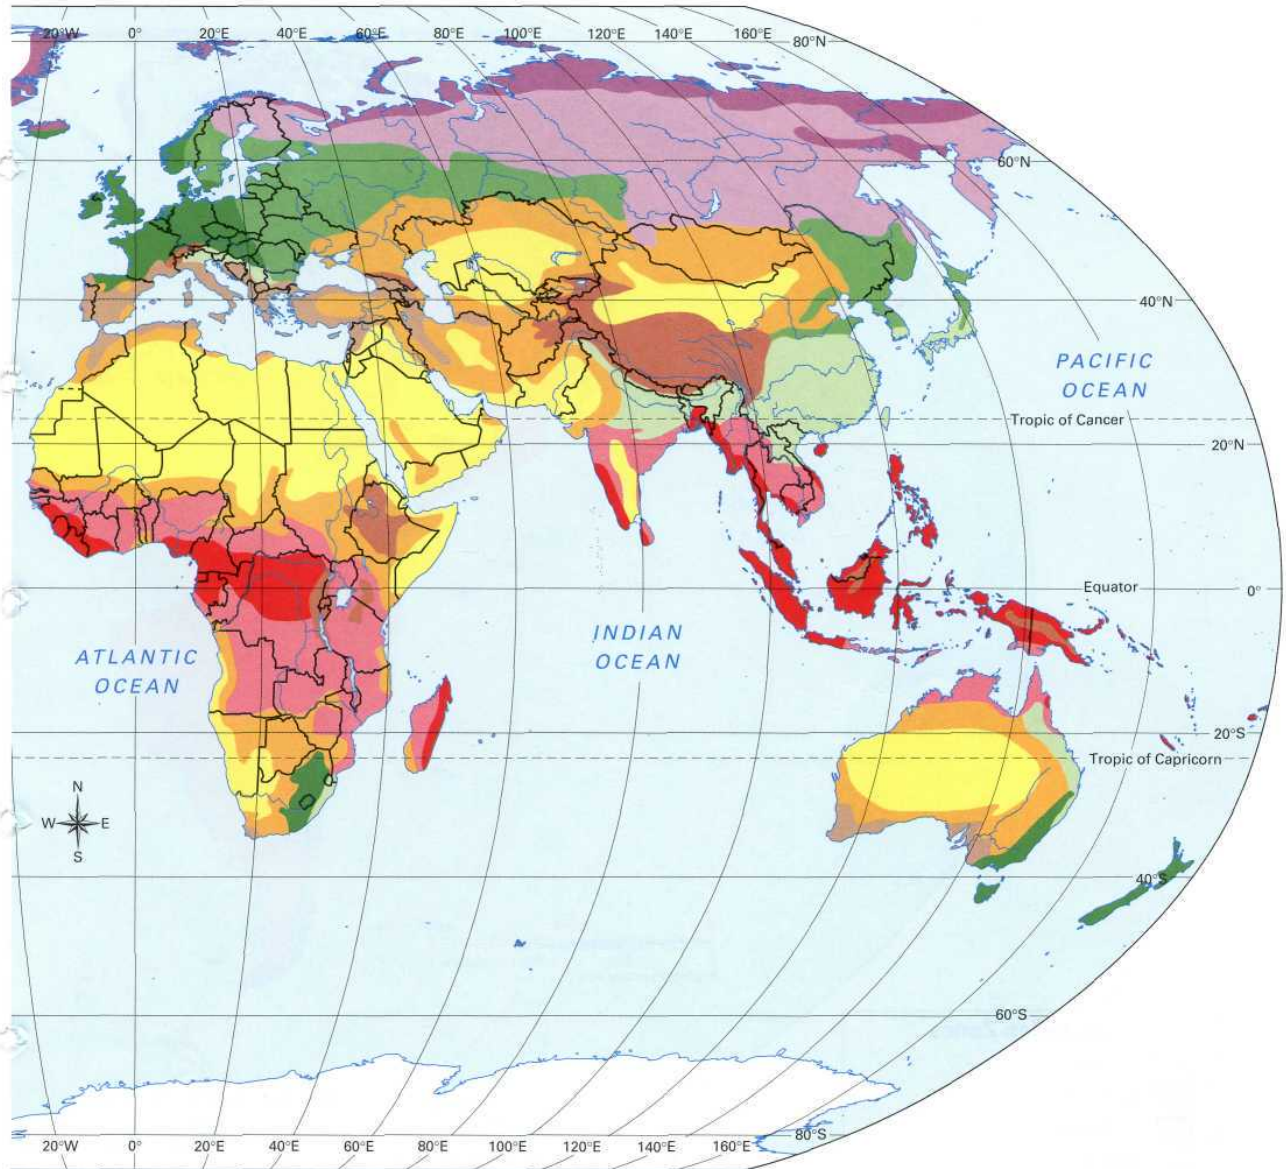 20°W 0° 20°E 40°E 60°E 80°E 100°E 120°E 140°E 160°E 80°N
60°N
40°N
PACIFIC
OCEAN
Tropic of Cancer
20°N
Equator
0°
INDIAN
OCEAN
ATLANTIC
OCEAN
20°S
Tropic of Capricorn
N
W E
S
40°S
60°S
20°W 0° 20°E 40°E 60°E 80°E 100°E 120°E 140°E 160°E 80°S